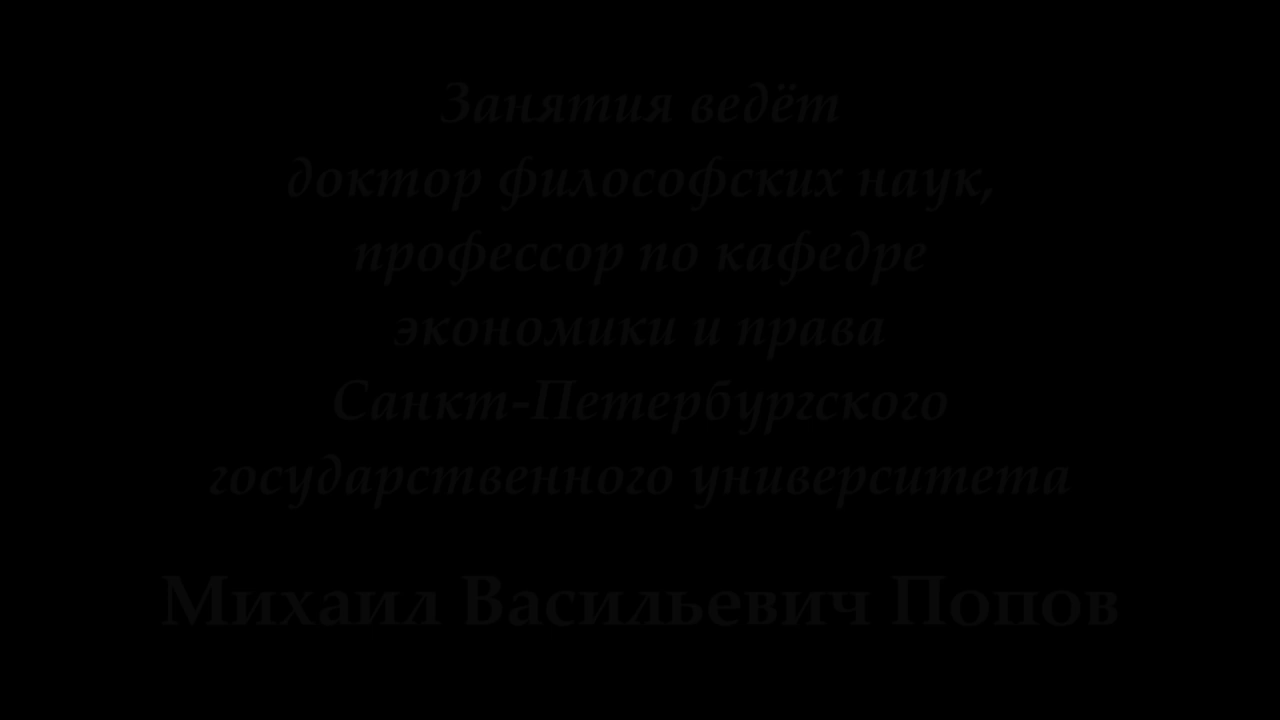 Занятия ведёт
доктор философских наук,
профессор по кафедре
экономики и права
Санкт-Петербургского
государственного университета
Михаил Васильевич Попов